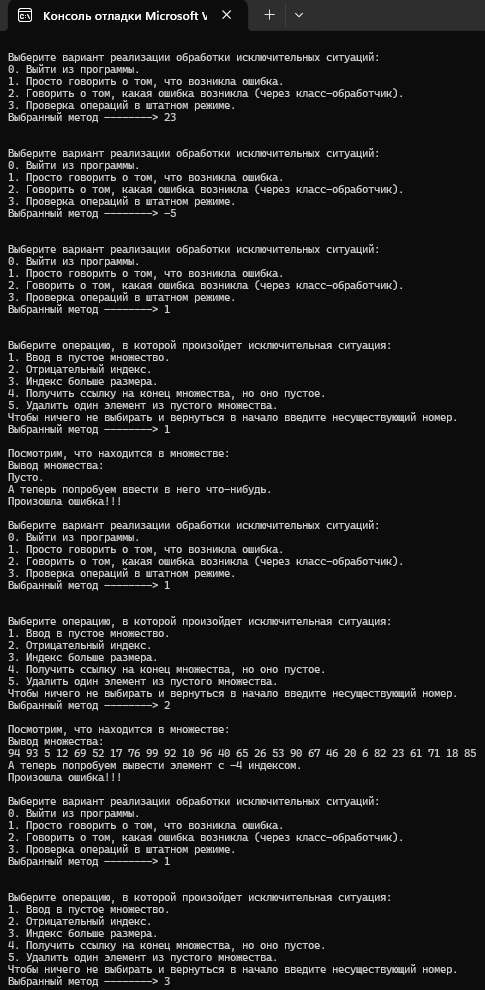 Консоль отладки Microsoft V
Выберите вариант реализации обработки исключительных ситуаций:
0. Выйти из программы.
1. Просто говорить о том, что возникла ошибка.
2. Говорить о том, какая ошибка возникла (через класс-обработчик).
3. Проверка операций в штатном режиме.
Выбранный метод --------> 23
Выберите вариант реализации обработки исключительных ситуаций:
0. Выйти из программы.
1. Просто говорить о том, что возникла ошибка.
2. Говорить о том, какая ошибка возникла (через класс-обработчик).
3. Проверка операций в штатном режиме.
Выбранный метод --------> -5
Выберите вариант реализации обработки исключительных ситуаций:
0. Выйти из программы.
1. Просто говорить о том, что возникла ошибка.
2. Говорить о том, какая ошибка возникла (через класс-обработчик).
3. Проверка операций в штатном режиме.
Выбранный метод --------> 1
Выберите операцию, в которой произойдет исключительная ситуация:
1. Ввод в пустое множество.
2. Отрицательный индекс.
3. Индекс больше размера.
4. Получить ссылку на конец множества, но оно пустое.
5. Удалить один элемент из пустого множества.
Чтобы ничего не выбирать и вернуться в начало введите несуществующий номер.
Выбранный метод --------> 1
Посмотрим, что находится в множестве:
Вывод множества:
Пусто.
А теперь попробуем ввести в него что-нибудь.
Произошла ошибка!!!
Выберите вариант реализации обработки исключительных ситуаций:
0. Выйти из программы.
1. Просто говорить о том, что возникла ошибка.
2. Говорить о том, какая ошибка возникла (через класс-обработчик).
3. Проверка операций в штатном режиме.
Выбранный метод --------> 1
Выберите операцию, в которой произойдет исключительная ситуация:
1. Ввод в пустое множество.
2. Отрицательный индекс.
3. Индекс больше размера.
4. Получить ссылку на конец множества, но оно пустое.
5. Удалить один элемент из пустого множества.
Чтобы ничего не выбирать и вернуться в начало введите несуществующий номер.
Выбранный метод --------> 2
Посмотрим, что находится в множестве:
Вывод множества:
94 93 5 12 69 52 17 76 99 92 10 96 40 65 26 53 90 67 46 20 6 82 23 61 71 18 85
А теперь попробуем вывести элемент с -4 индексом.
Произошла ошибка!!!
Выберите вариант реализации обработки исключительных ситуаций:
0. Выйти из программы.
1. Просто говорить о том, что возникла ошибка.
2. Говорить о том, какая ошибка возникла (через класс-обработчик).
3. Проверка операций в штатном режиме.
Выбранный метод --------> 1
Выберите операцию, в которой произойдет исключительная ситуация:
1. Ввод в пустое множество.
2. Отрицательный индекс.
3. Индекс больше размера.
4. Получить ссылку на конец множества, но оно пустое.
5. Удалить один элемент из пустого множества.
Чтобы ничего не выбирать и вернуться в начало введите несуществующий номер.
Выбранный метод --------> 3